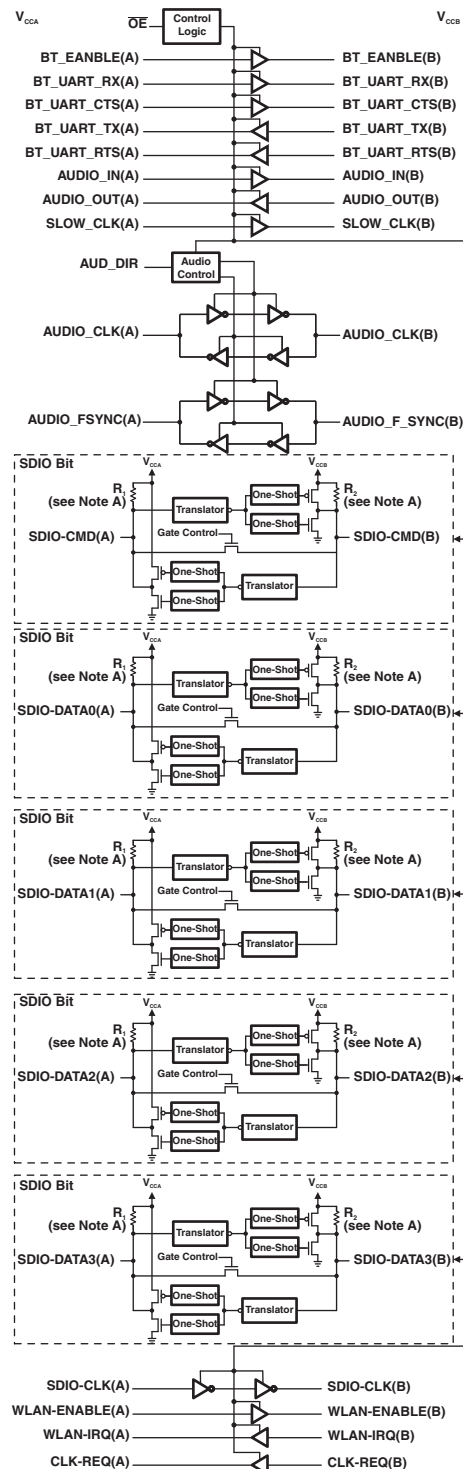 VCCA OE Control Logic VCCB
BT_EANBLE(A) BT_EANBLE(B)
BT_UART_RX(A) BT_UART_RX(B)
BT_UART_CTS(A) BT_UART_CTS(B)
BT_UART_TX(A) BT_UART_TX(B)
BT_UART_RTS(A) BT_UART_RTS(B)
AUDIO_IN(A) AUDIO_IN(B)
AUDIO_OUT(A) AUDIO_OUT(B)
SLOW_CLK(A) SLOW_CLK(B)
AUD_DIR Audio Control
AUDIO_CLK(A) AUDIO_CLK(B)
AUDIO_FSYNC(A) AUDIO_F_SYNC(B)
SDIO Bit
VCCA VCCB
R1 One-Shot R2
(see Note A) Translator (see Note A)
One-Shot
Gate Control
SDIO-CMD(A) SDIO-CMD(B)
One-Shot
Translator
One-Shot
SDIO Bit
VCCA VCCB
R1 One-Shot R2
(see Note A) Translator (see Note A)
One-Shot
Gate Control
SDIO-DATA0(A) SDIO-DATA0(B)
One-Shot
Translator
One-Shot
SDIO Bit
VCCA VCCB
R1 One-Shot R2
(see Note A) Translator (see Note A)
One-Shot
Gate Control
SDIO-DATA1(A) SDIO-DATA1(B)
One-Shot
Translator
One-Shot
SDIO Bit
VCCA VCCB
R1 One-Shot R2
(see Note A) Translator (see Note A)
One-Shot
Gate Control
SDIO-DATA2(A) SDIO-DATA2(B)
One-Shot
Translator
One-Shot
SDIO Bit
VCCA VCCB
R1 One-Shot R2
(see Note A) Translator (see Note A)
One-Shot
Gate Control
SDIO-DATA3(A) SDIO-DATA3(B)
One-Shot
Translator
One-Shot
SDIO-CLK(A) SDIO-CLK(B)
WLAN-ENABLE(A) WLAN-ENABLE(B)
WLAN-IRQ(A) WLAN-IRQ(B)
CLK-REQ(A) CLK-REQ(B)